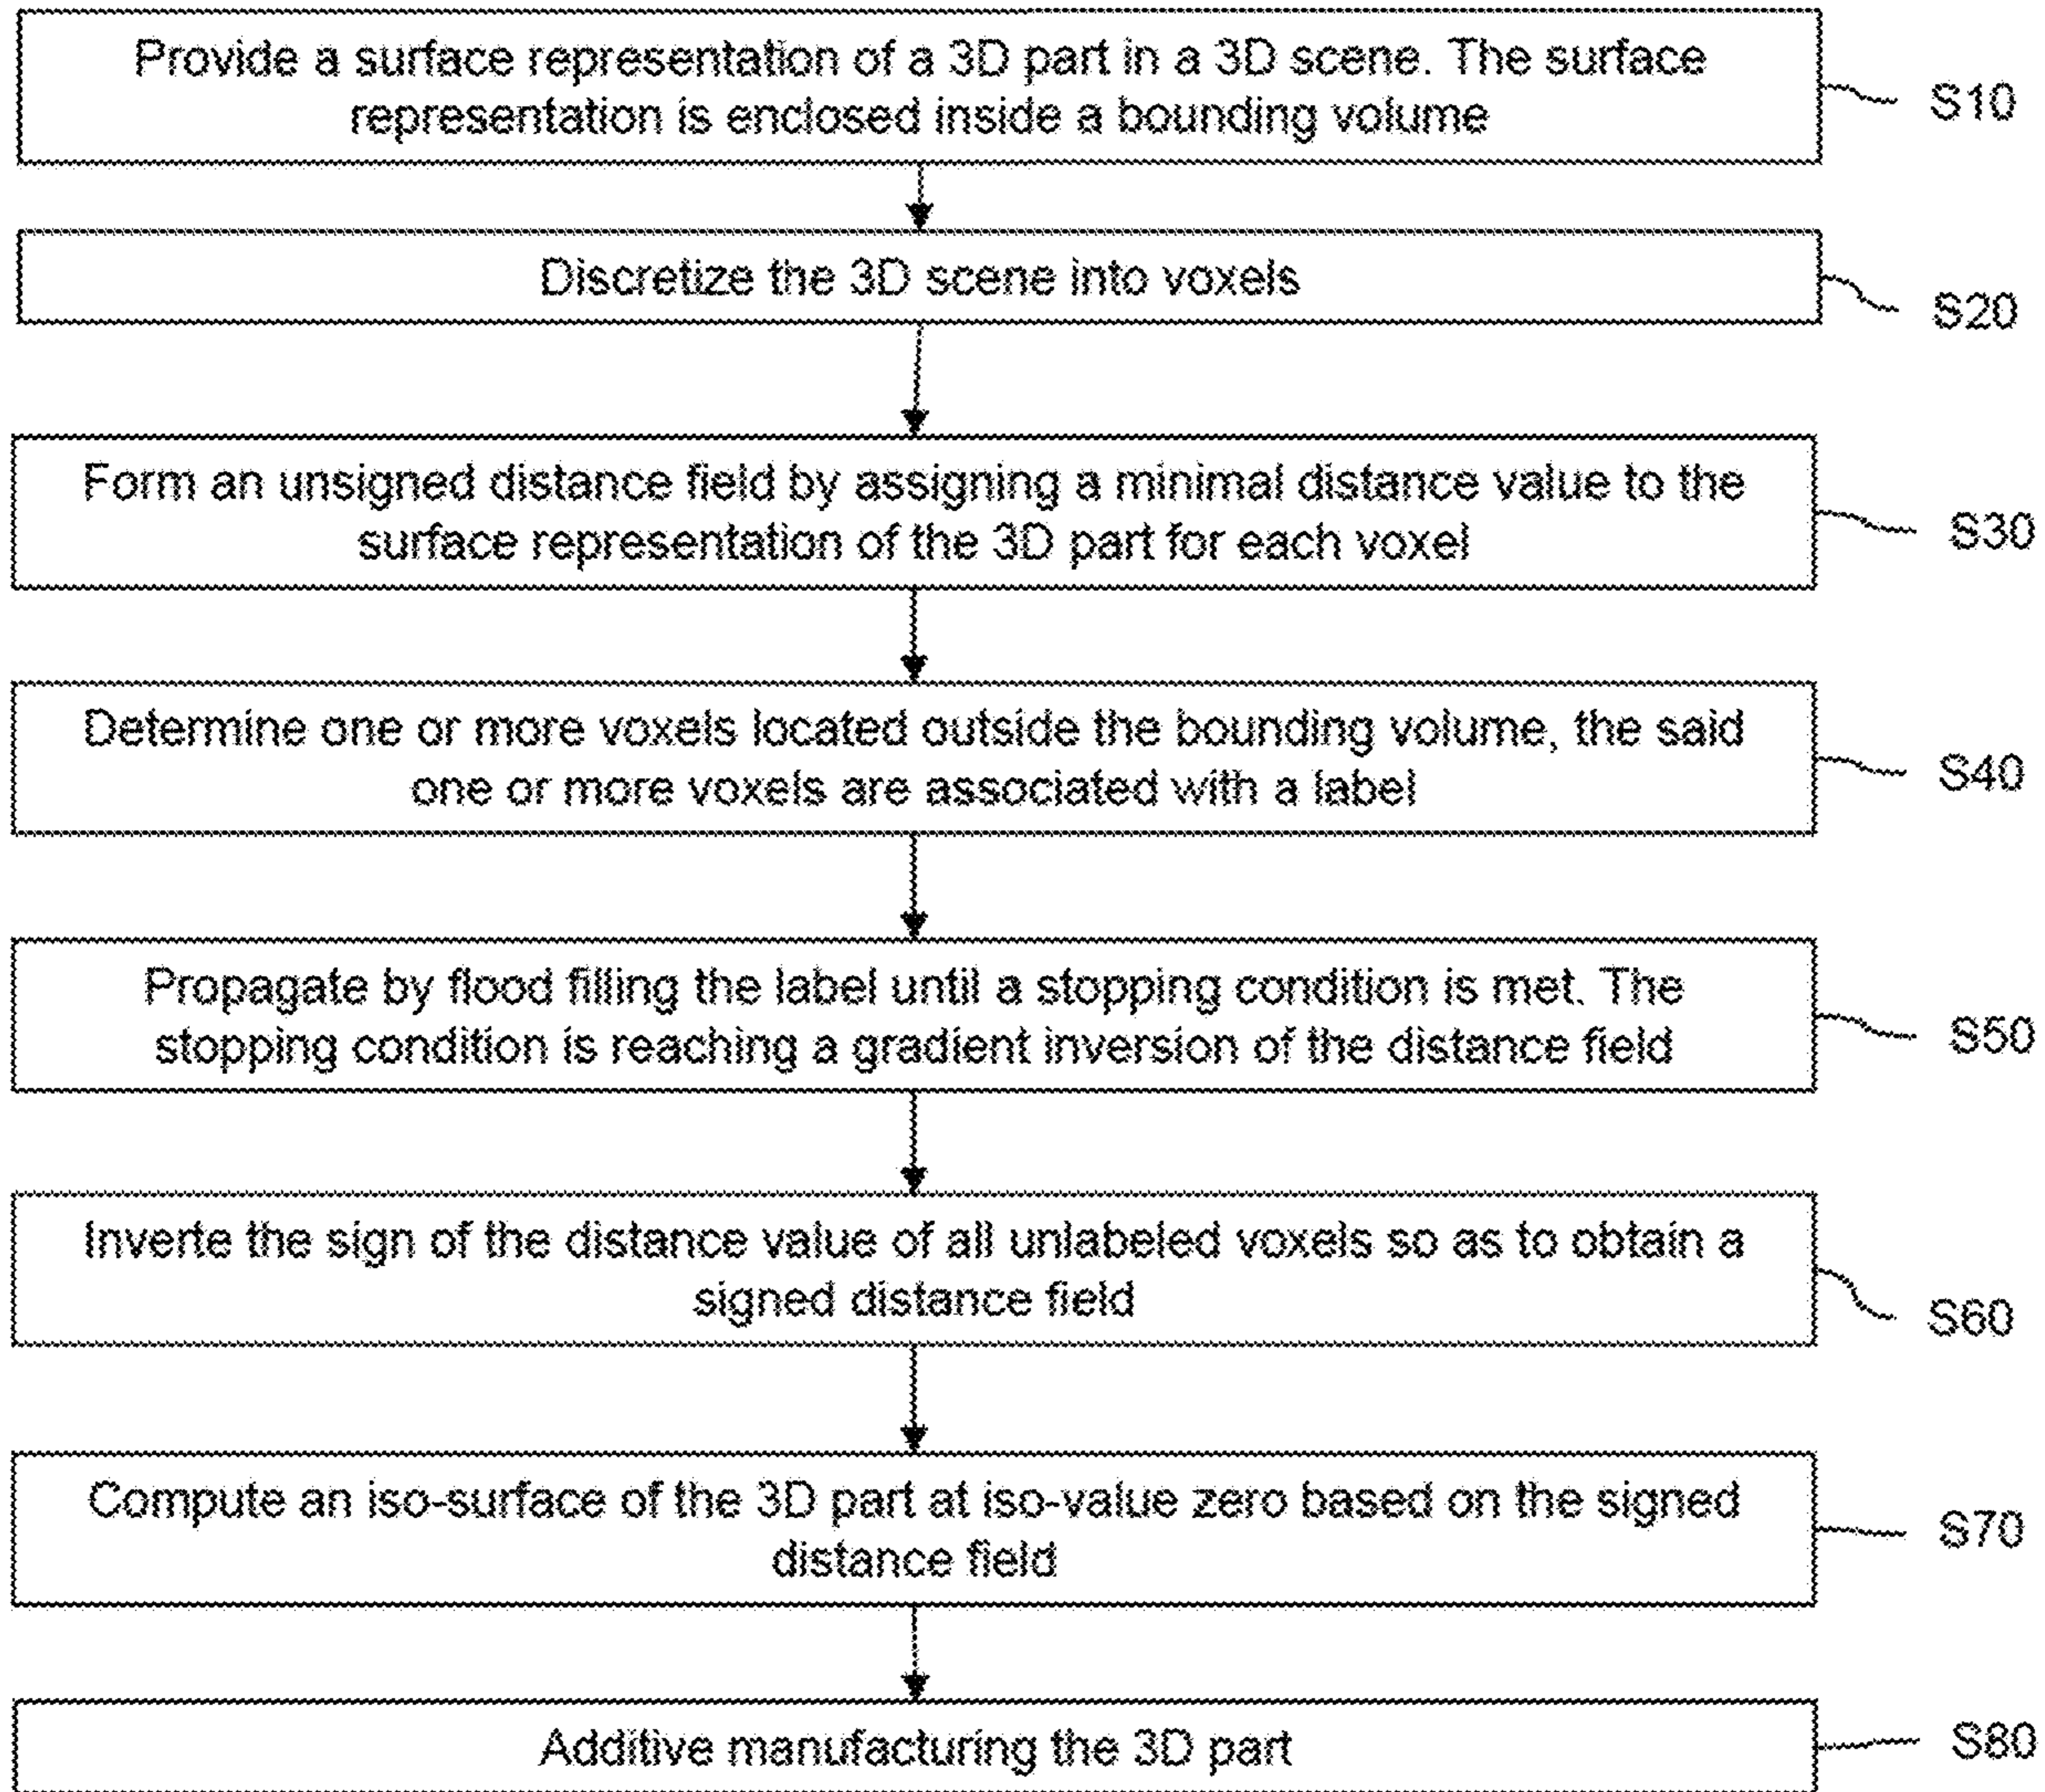 Provide a surface representation of a 3D part in a 3D scene. The surface
representation is enclosed inside a bounding volume
S10
Discretize the 3D scene into voxels
S20
Form an unsigned distance field by assigning a minimal distance value to the
surface representation of the 3D part for each voxel
S30
Determine one or more voxels located outside the bounding volume, the said
one or more voxels are associated with a label
S40
Propagate by flood filling the label until a stopping condition is met. The
stopping condition is reaching a gradient inversion of the distance field
S50
Inverte the sign of the distance value of all unlabeled voxels so as to obtain a
signed distance field
S60
Compute an iso-surface of the 3D part at iso-value zero based on the signed
distance field
S70
Additive manufacturing the 3D part
S80